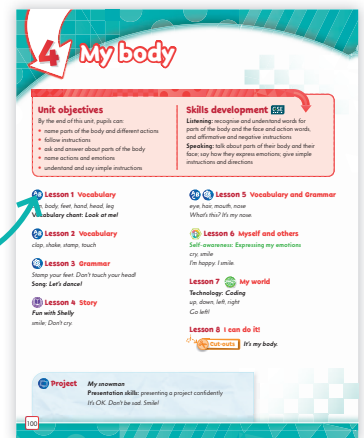 4 My body
Unit objectives
By the end of this unit, pupils can:
• name parts of the body and different actions
• follow instructions
• ask and answer about parts of the body
• name actions and emotions
• understand and say simple instructions
Skills development GSE
Listening: recognise and understand words for
parts of the body and the face and action words,
and affirmative and negative instructions
Speaking: talk about parts of their body and their
face; say how they express emotions; give simple
instructions and directions
Lesson 1 Vocabulary
body, feet, hand, head, leg
Vocabulary chant: Look at me!
Lesson 2 Vocabulary
clap, shake, stamp, touch
Lesson 3 Grammar
Stamp your feet. Don't touch your head!
Song: Let's dance!
Lesson 4 Story
Fun with Shelly
smile; Don't cry.
Lesson 5 Vocabulary and Grammar
eye, hair, mouth, nose
What's this? It's my nose.
Lesson 6 Myself and others
Self-awareness: Expressing my emotions
cry, smile
I'm happy. I smile.
Lesson 7 My world
Technology: Coding
up, down, left, right
Go left!
Lesson 8 I can do it!
Cut-outs It's my body.
Project My snowman
Presentation skills: presenting a project confidently
It's OK. Don't be sad. Smile!
100